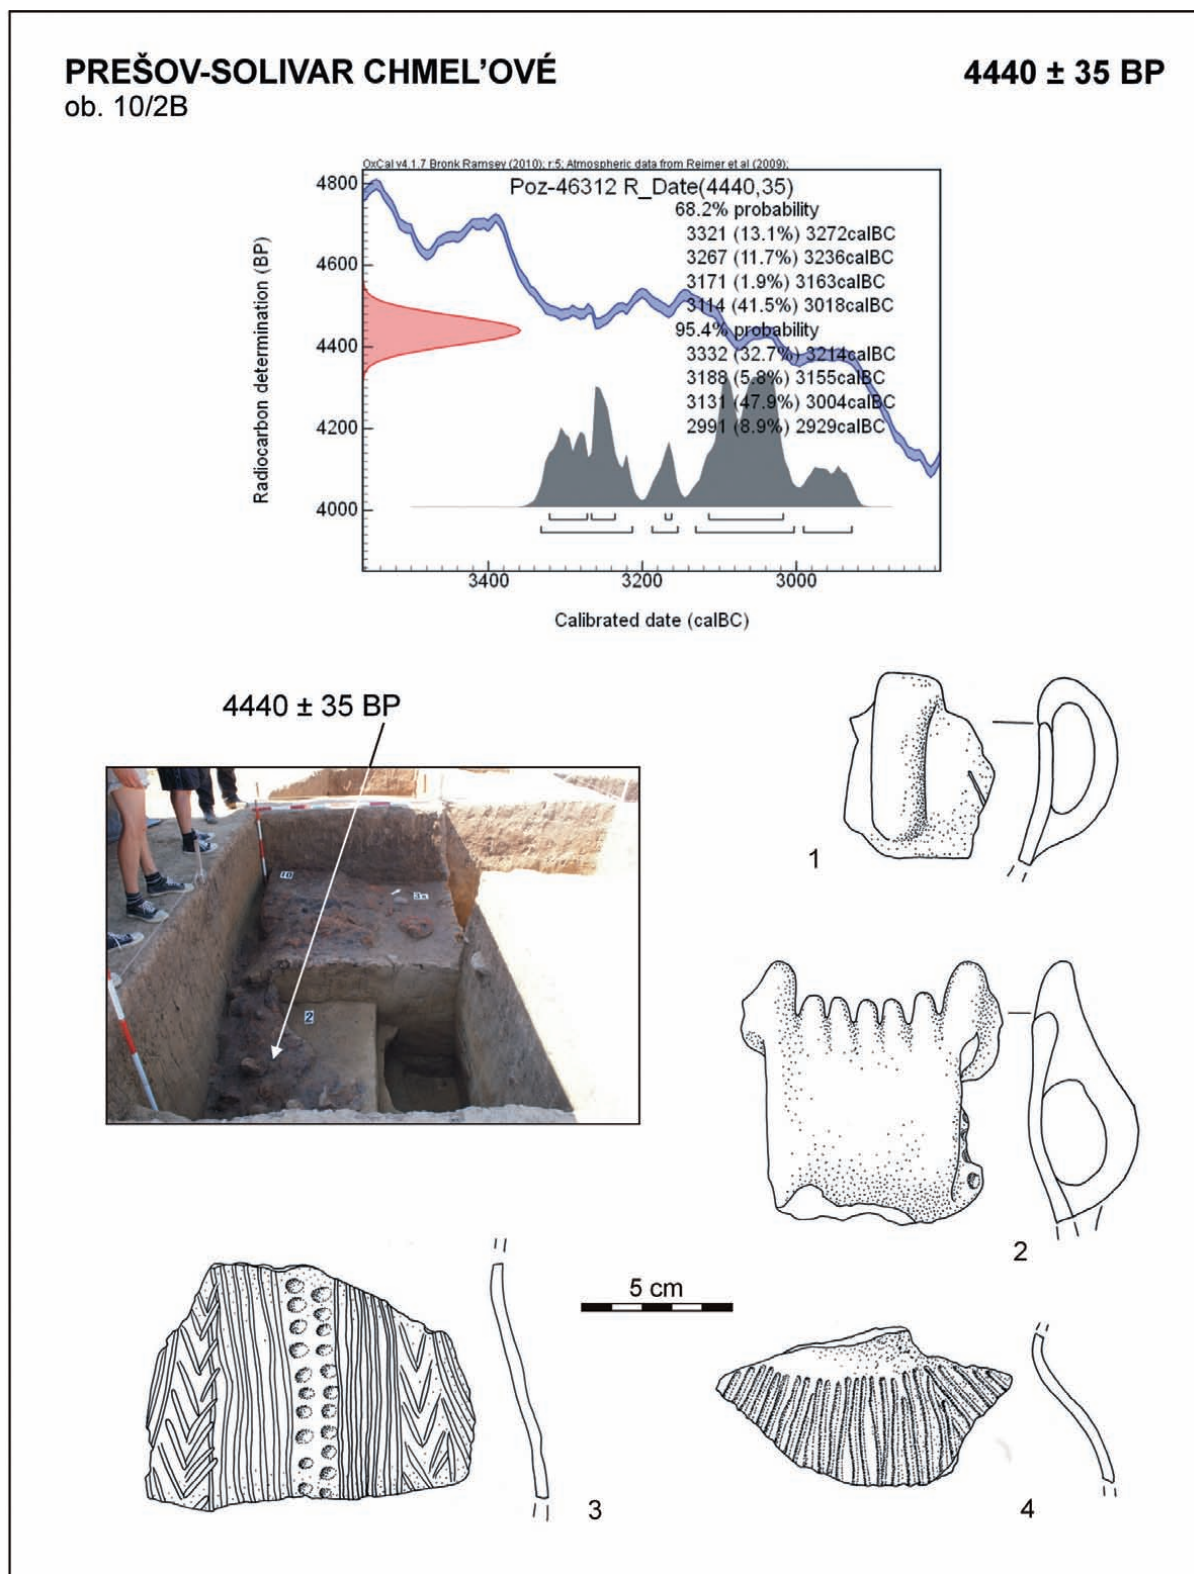 PREŠOV-SOLIVAR CHMEL'OVÉ
4440 ± 35 BP
ob. 10/2B
OxCal v4.1.7 Bronk Ramsey (2010); r:5; Atmospheric data from Reimer et al (2009);
Poz-46312 R_Date(4440,35)
68.2% probability
3321 (13.1%) 3272calBC
3267 (11.7%) 3236calBC
3171 (1.9%) 3163calBC
3114 (41.5%) 3018calBC
95.4% probability
3332 (32.7%) 3214calBC
3188 (5.8%) 3155calBC
3131 (47.9%) 3004calBC
2991 (8.9%) 2929calBC
Radiocarbon determination (BP)
4800
4600
4400
4200
4000
3400
3200
3000
Calibrated date (calBC)
4440 ± 35 BP
10
2
1
2
5 cm
3
4